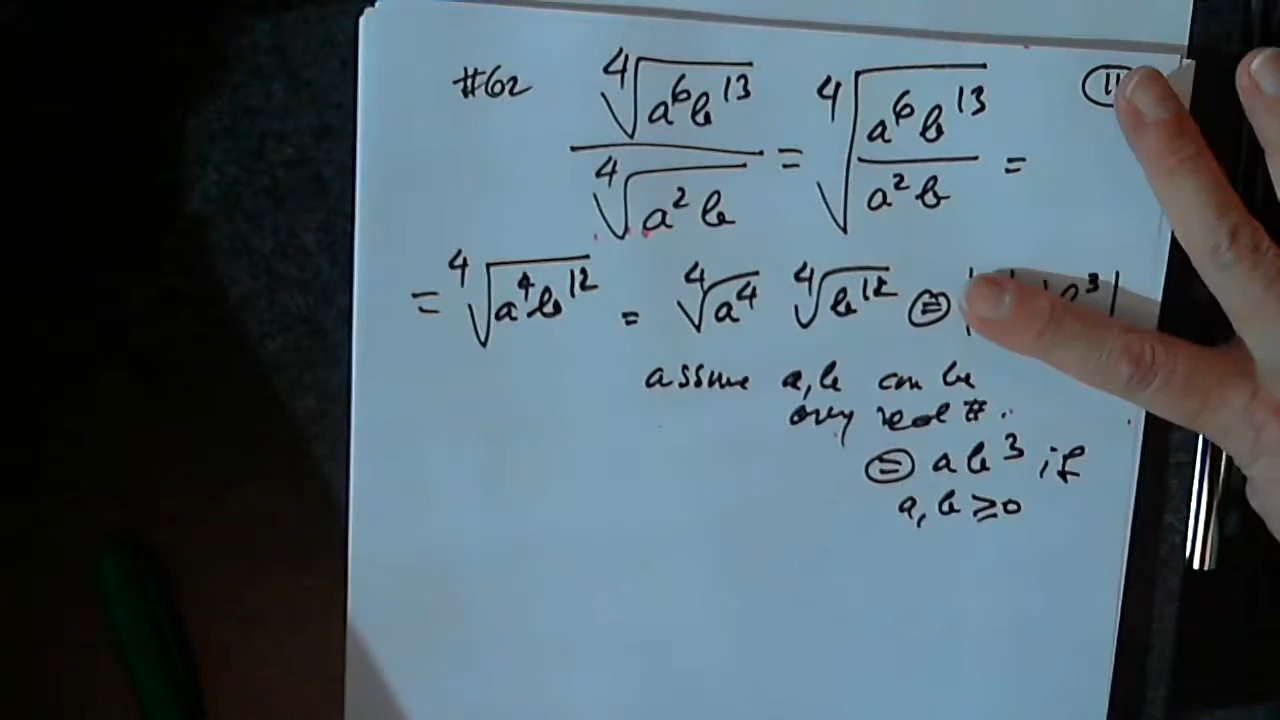 #62 ⁴√(a⁶b¹³) / ⁴√(a²b) = ⁴√(a⁶b¹³ / a²b) =
= ⁴√(a⁴b¹²) = ⁴√(a⁴) ⁴√(b¹²) ⊜ | | |b³|
assume a,b can be
any real #.
⊜ ab³ if
a, b ≥ 0